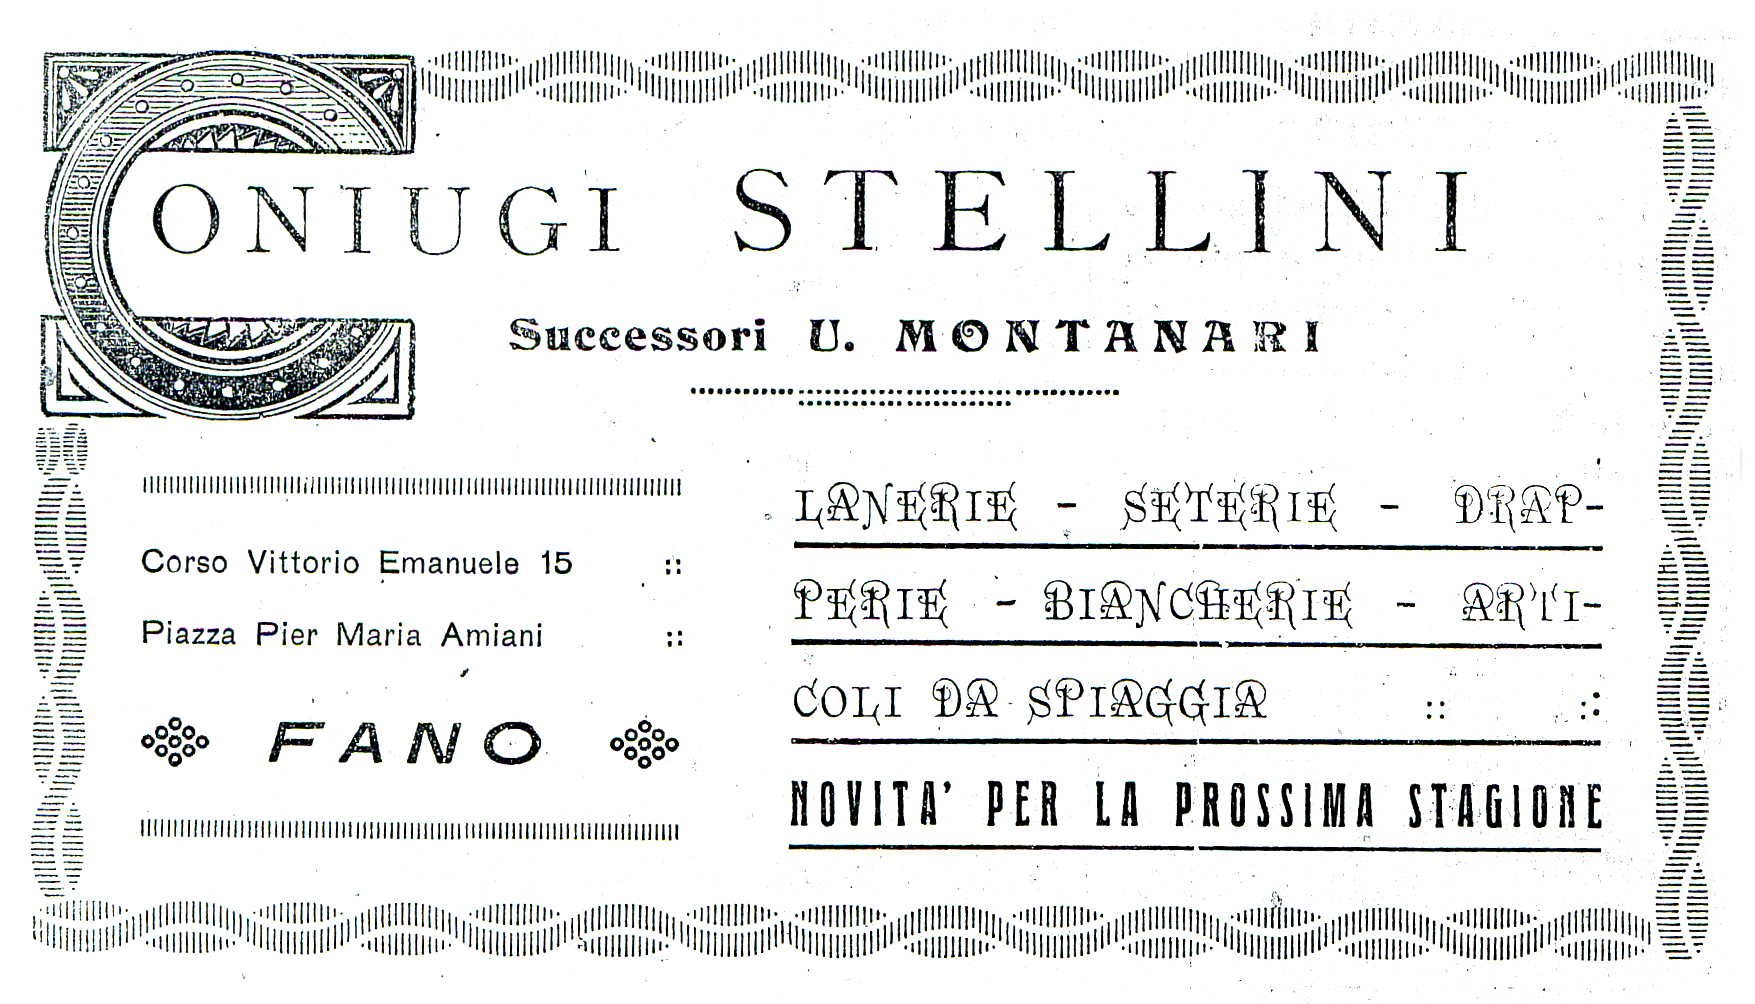 CONIUGI STELLINI
Successori U. MONTANARI
Corso Vittorio Emanuele 15 ::
Piazza Pier Maria Amiani ::
FANO
LANERIE - SETERIE - DRAP-
PERIE - BIANCHERIE - ARTI-
COLI DA SPIAGGIA :: ::
NOVITA' PER LA PROSSIMA STAGIONE